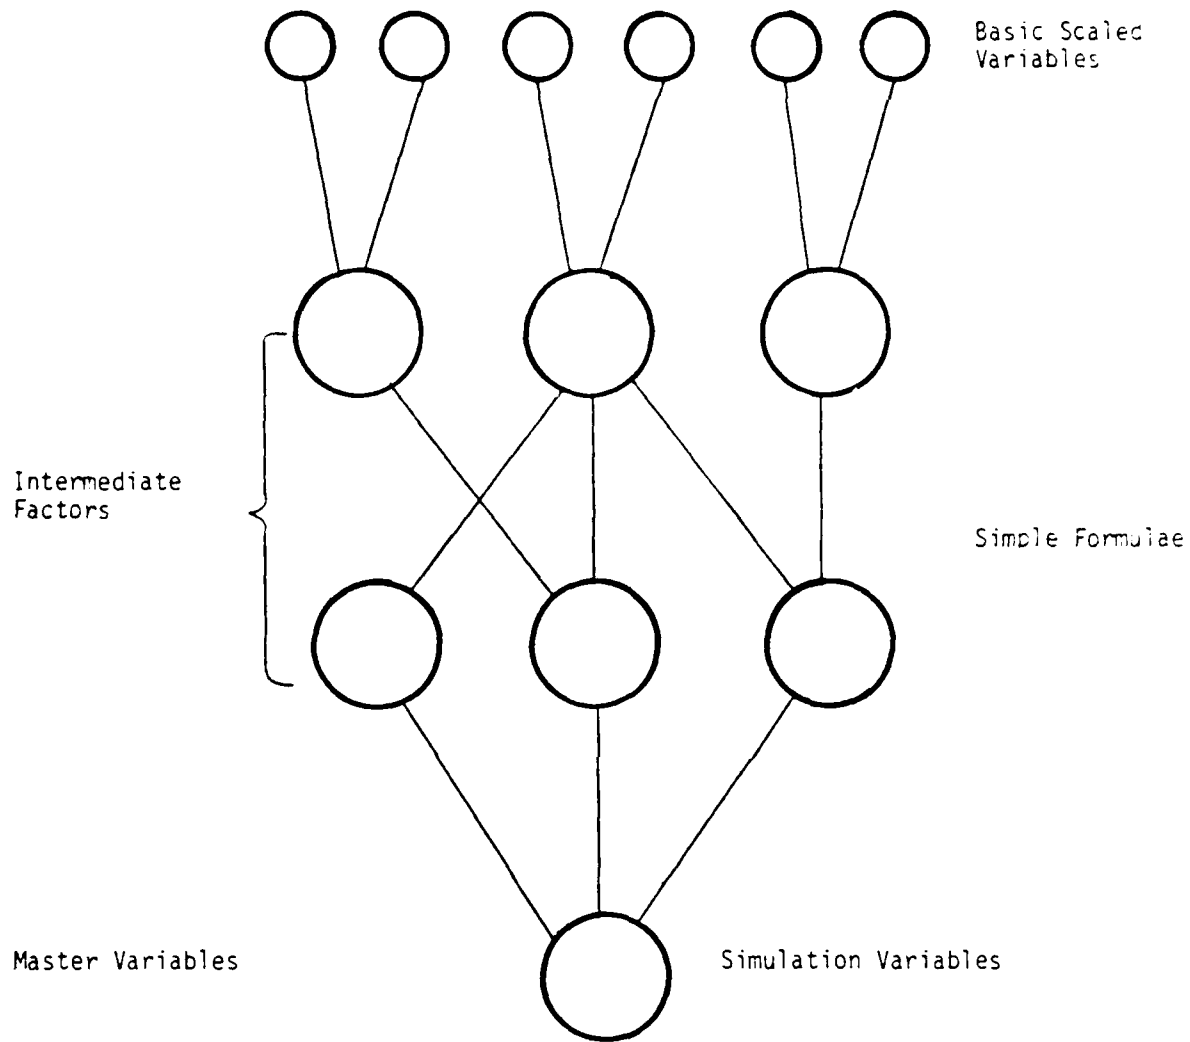 Basic Scaled
Variables
Intermediate
Factors
Simple Formulae
Master Variables
Simulation Variables